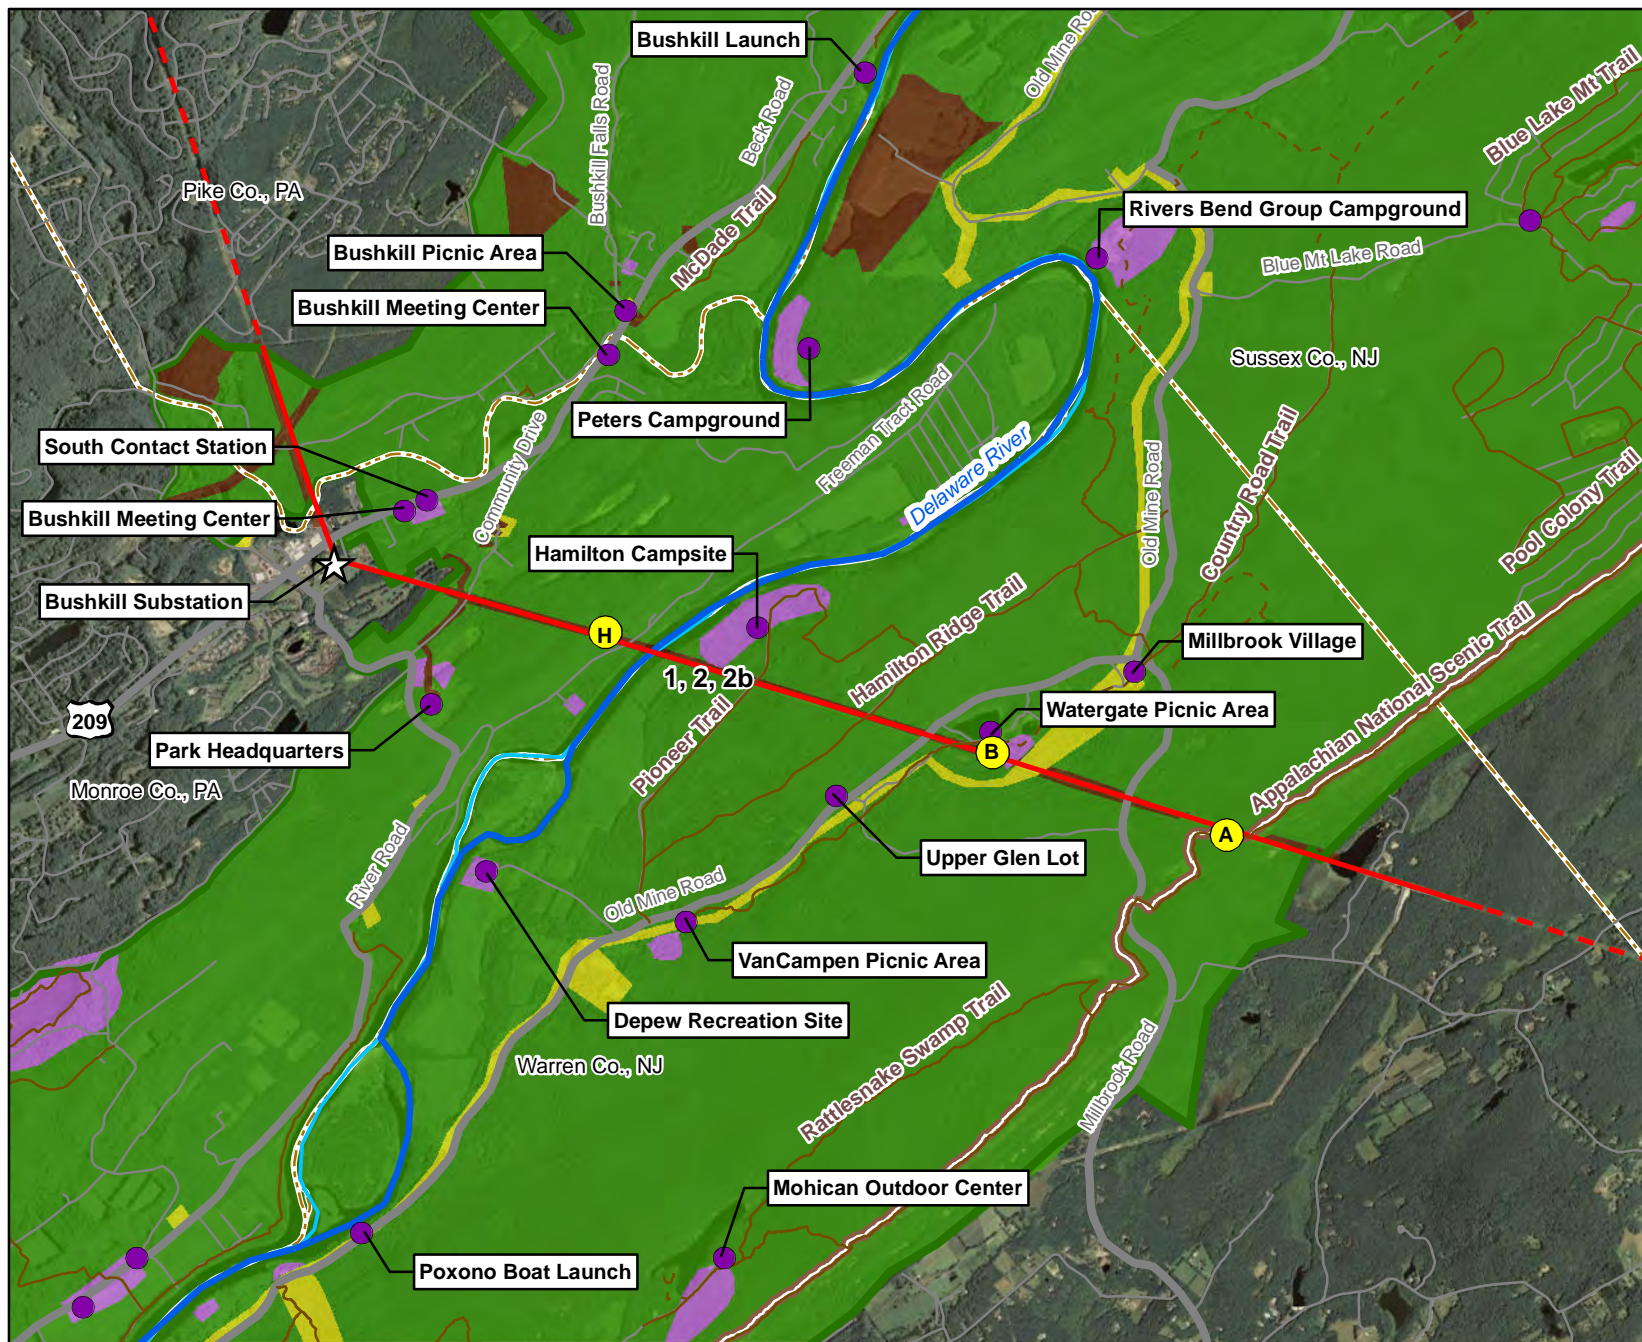 Bushkill Launch
Old Mine Road
Blue Lake Mt Trail
Bushkill Falls Road
Beck Road
Pike Co., PA
Rivers Bend Group Campground
McDade Trail
Bushkill Picnic Area
Blue Mt Lake Road
Bushkill Meeting Center
Sussex Co., NJ
Peters Campground
Freeman Tract Road
South Contact Station
Community Drive
Delaware River
Old Mine Road
Country Road Trail
Pool Colony Trail
Bushkill Meeting Center
Hamilton Campsite
Bushkill Substation
Hamilton Ridge Trail
H
Millbrook Village
1, 2, 2b
Appalachian National Scenic Trail
209
Park Headquarters
Pioneer Trail
Watergate Picnic Area
B
Monroe Co., PA
A
River Road
Upper Glen Lot
Old Mine Road
VanCampen Picnic Area
Depew Recreation Site
Rattlesnake Swamp Trail
Warren Co., NJ
Millbrook Road
Mohican Outdoor Center
Poxono Boat Launch